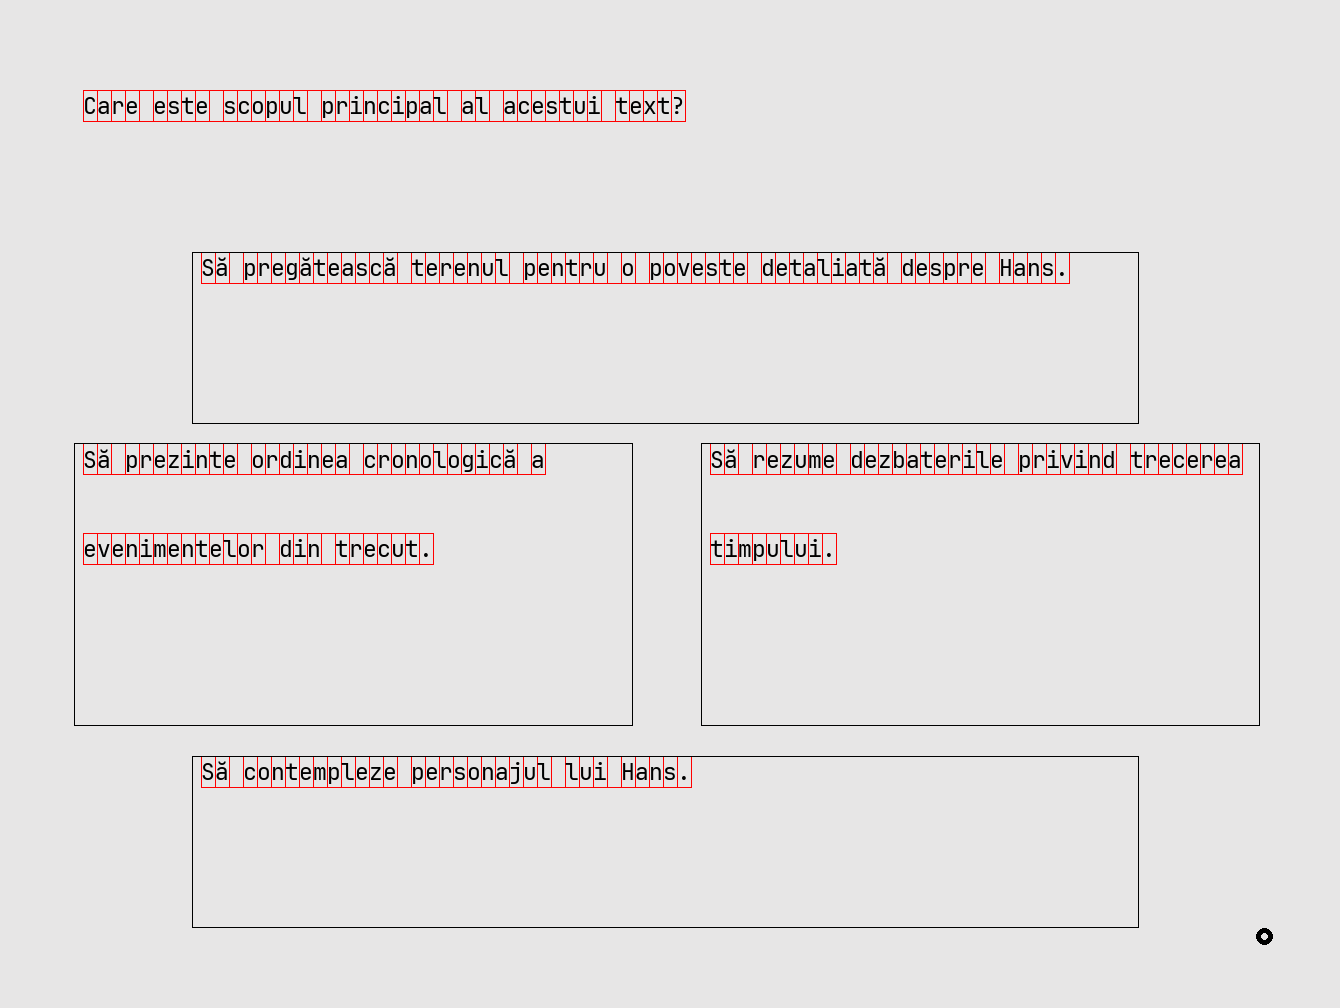 Care este scopul principal al acestui text?
Să pregătească terenul pentru o poveste detaliată despre Hans.
Să prezinte ordinea cronologică a
evenimentelor din trecut.
Să rezume dezbaterile privind trecerea
timpului.
Să contempleze personajul lui Hans.